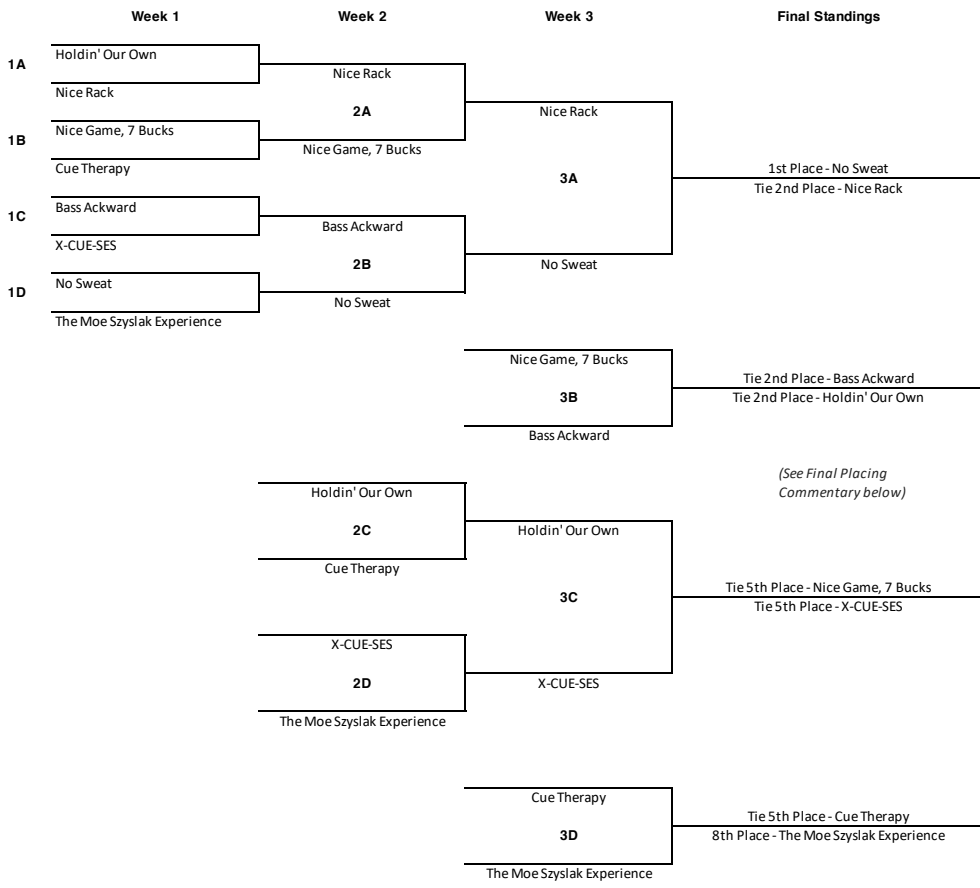 Week 1 Week 2 Week 3 Final Standings
Holdin' Our Own
1A
Nice Rack
Nice Rack
2A
Nice Rack
Nice Game, 7 Bucks
1B
Nice Game, 7 Bucks
Cue Therapy
3A
1st Place - No Sweat
Tie 2nd Place - Nice Rack
Bass Ackward
1C
Bass Ackward
X-CUE-SES
2B
No Sweat
No Sweat
1D
No Sweat
The Moe Szyslak Experience
Nice Game, 7 Bucks
3B
Tie 2nd Place - Bass Ackward
Tie 2nd Place - Holdin' Our Own
Bass Ackward
(See Final Placing
Commentary below)
Holdin' Our Own
2C
Holdin' Our Own
Cue Therapy
3C
Tie 5th Place - Nice Game, 7 Bucks
Tie 5th Place - X-CUE-SES
X-CUE-SES
2D
X-CUE-SES
The Moe Szyslak Experience
Cue Therapy
3D
Tie 5th Place - Cue Therapy
8th Place - The Moe Szyslak Experience
The Moe Szyslak Experience